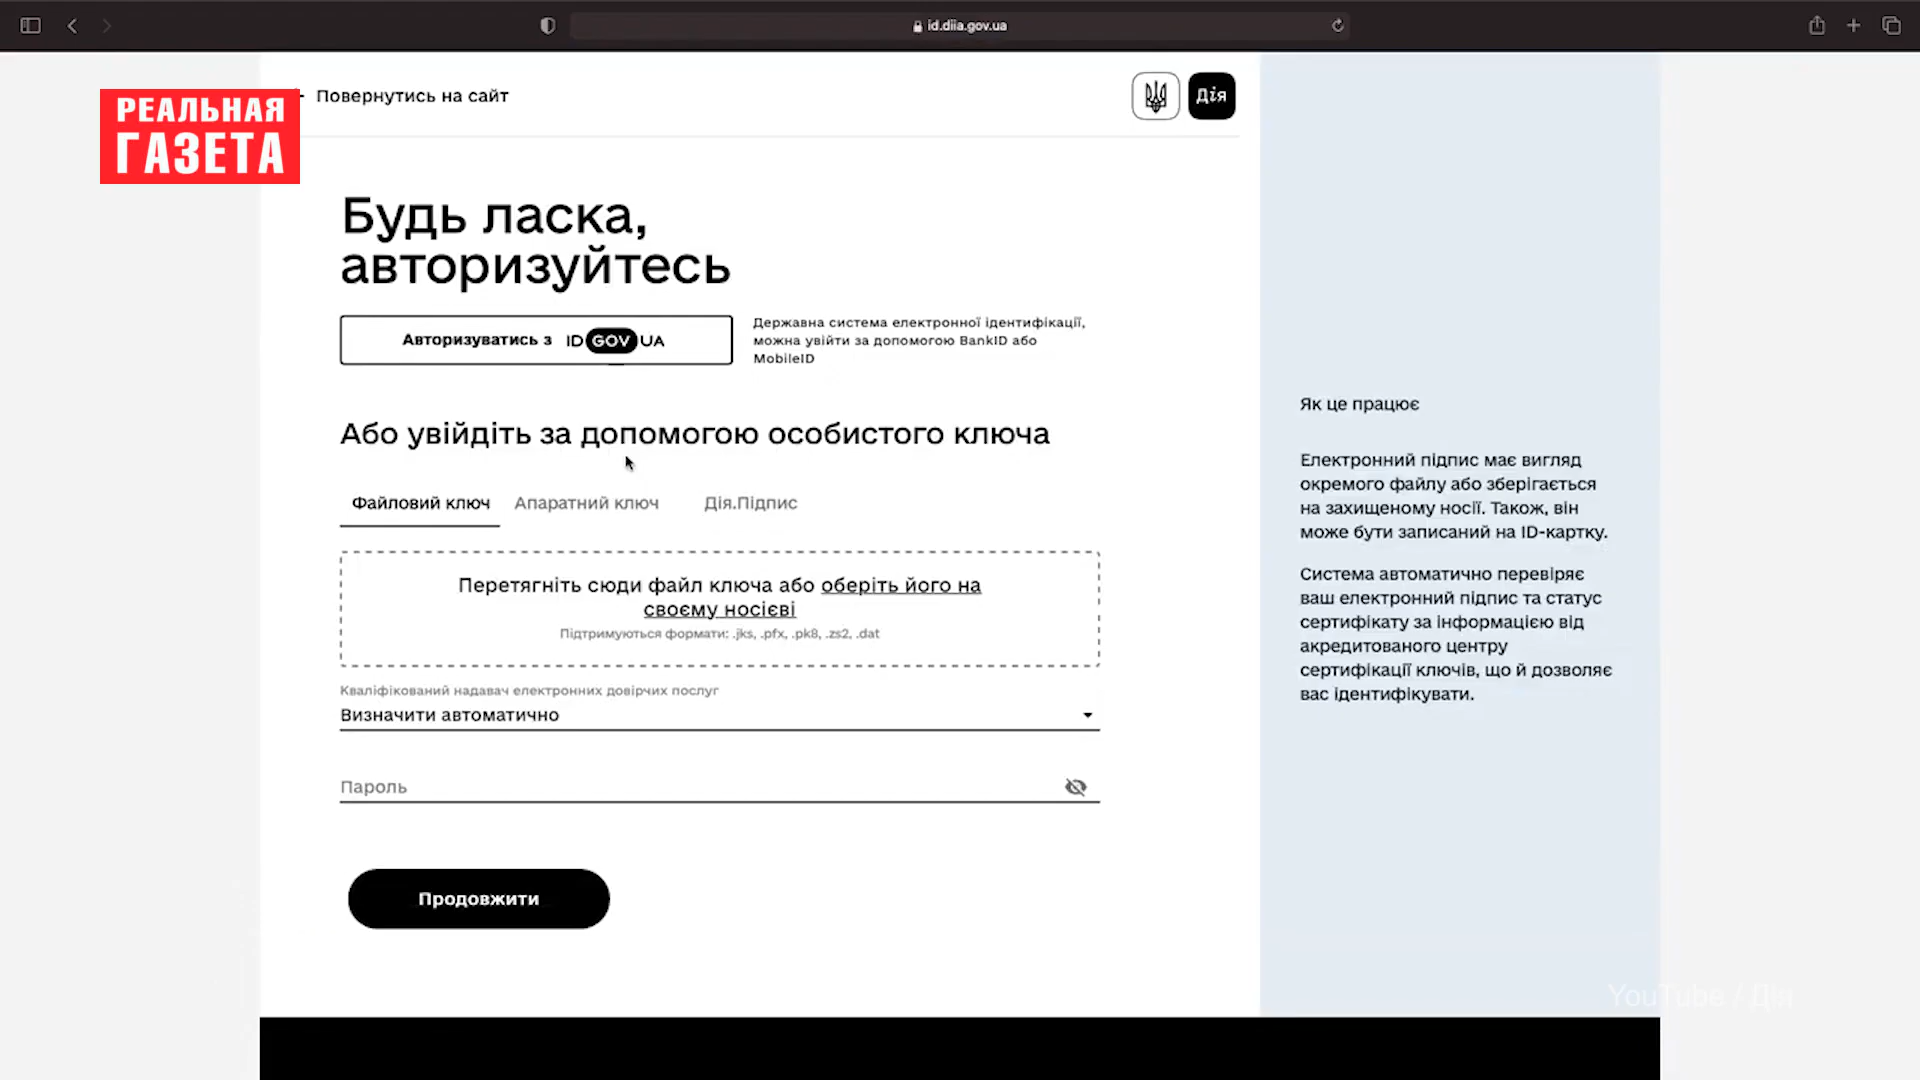 id.diia.gov.ua
РЕАЛЬНАЯ
ГАЗЕТА
Повернутись на сайт
Дія
Будь ласка,
авторизуйтесь
Авторизуватись з ID GOV UA
Державна система електронної ідентифікації,
можна увійти за допомогою BankID або
MobileID
Або увійдіть за допомогою особистого ключа
Файловий ключ Апаратний ключ Дія.Підпис
Перетягніть сюди файл ключа або оберіть його на
своєму носієві
Підтримуються формати: .jks, .pfx, .pk8, .zs2, .dat
Кваліфікований надавач електронних довірчих послуг
Визначити автоматично
Пароль
Продовжити
Як це працює
Електронний підпис має вигляд
окремого файлу або зберігається
на захищеному носії. Також, він
може бути записаний на ID-картку.
Система автоматично перевіряє
ваш електронний підпис та статус
сертифікату за інформацією від
акредитованого центру
сертифікації ключів, що й дозволяє
вас ідентифікувати.
YouTube / Дія